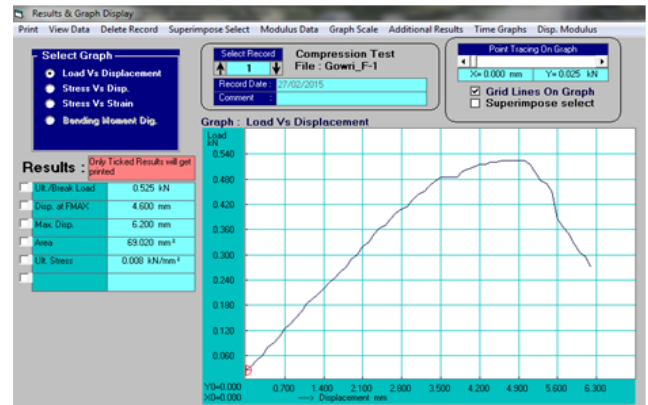 Results & Graph Display
Print View Data Delete Record Superimpose Select Modulus Data Graph Scale Additional Results Time Graphs Disp. Modulus
Select Graph
Load Vs Displacement
Stress Vs Disp.
Stress Vs Strain
Bending Moment Dig.
Select Record
1
Compression Test
File : Gowri_F-1
Record Date : 27/02/2015
Comment :
Point Tracing On Graph
X= 0.000 mm Y= 0.025 kN
Grid Lines On Graph
Superimpose select
Results : Only Ticked Results will get printed
Ult./Break Load 0.525 kN
Disp. at FMAX 4.600 mm
Max. Disp. 6.200 mm
Area 69.020 mm²
Ult. Stress 0.008 kN/mm²
Graph : Load Vs Displacement
Load
kN
0.540
0.480
0.420
0.360
0.300
0.240
0.180
0.120
0.060
Y0=0.000
X0=0.000
0.700 1.400 2.100 2.800 3.500 4.200 4.900 5.600 6.300
---> Displacement mm